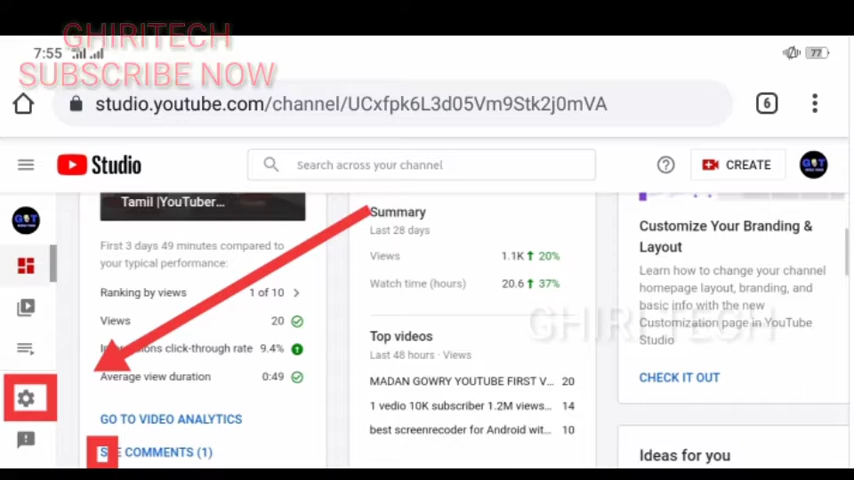 GHIRITECH
SUBSCRIBE NOW
7:55
77
studio.youtube.com/channel/UCxfpk6L3d05Vm9Stk2j0mVA
6
Studio
Search across your channel
CREATE
Tamil |YouTuber...
First 3 days 49 minutes compared to
your typical performance:
Ranking by views 1 of 10
Views 20
click-through rate 9.4%
Average view duration 0:49
GO TO VIDEO ANALYTICS
SEE COMMENTS (1)
Summary
Last 28 days
Views 1.1K 20%
Watch time (hours) 20.6 37%
Top videos
Last 48 hours · Views
MADAN GOWRY YOUTUBE FIRST V... 20
1 vedio 10K subscriber 1.2M views... 14
best screenrecoder for Android wit... 10
Customize Your Branding &
Layout
Learn how to change your channel
homepage layout, branding, and
basic info with the new
Customization page in YouTube
Studio
GHIRITECH
CHECK IT OUT
Ideas for you